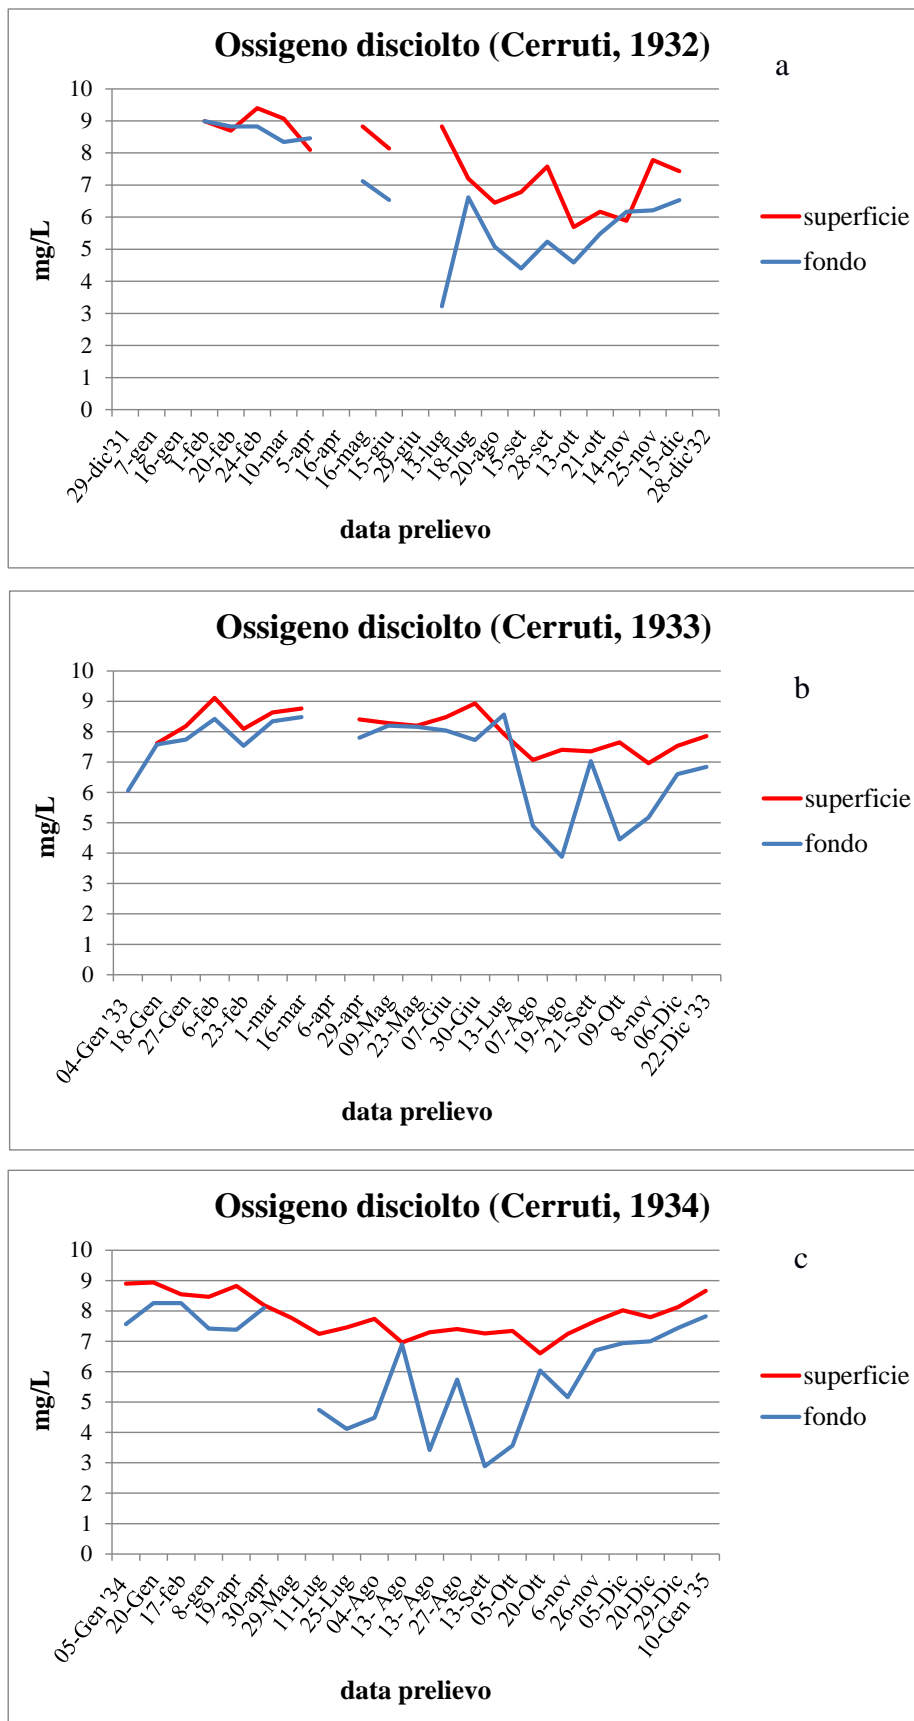 Ossigeno disciolto (Cerruti, 1932)
a
10
9
8
7
6
5
4
3
2
1
0
mg/L
superficie
fondo
29-dic'31
7-gen
16-gen
1-feb
20-feb
24-feb
10-mar
5-apr
16-apr
16-mag
15-giu
29-giu
13-lug
18-lug
20-ago
15-set
28-set
13-ott
21-ott
14-nov
25-nov
15-dic
28-dic'32
data prelievo
Ossigeno disciolto (Cerruti, 1933)
b
10
9
8
7
6
5
4
3
2
1
0
mg/L
superficie
fondo
04-Gen '33
18-Gen
27-Gen
6-feb
23-feb
1-mar
16-mar
6-apr
29-apr
09-Mag
23-Mag
07-Giu
30-Giu
13-Lug
07-Ago
19-Ago
21-Sett
09-Ott
8-nov
06-Dic
22-Dic '33
data prelievo
Ossigeno disciolto (Cerruti, 1934)
c
10
9
8
7
6
5
4
3
2
1
0
mg/L
superficie
fondo
05-Gen '34
20-Gen
17-feb
8-gen
19-apr
30-apr
29-Mag
11-Lug
25-Lug
04-Ago
13- Ago
13- Ago
27-Ago
13-Sett
05-Ott
20-Ott
6-nov
26-nov
05-Dic
20-Dic
29-Dic
10-Gen '35
data prelievo